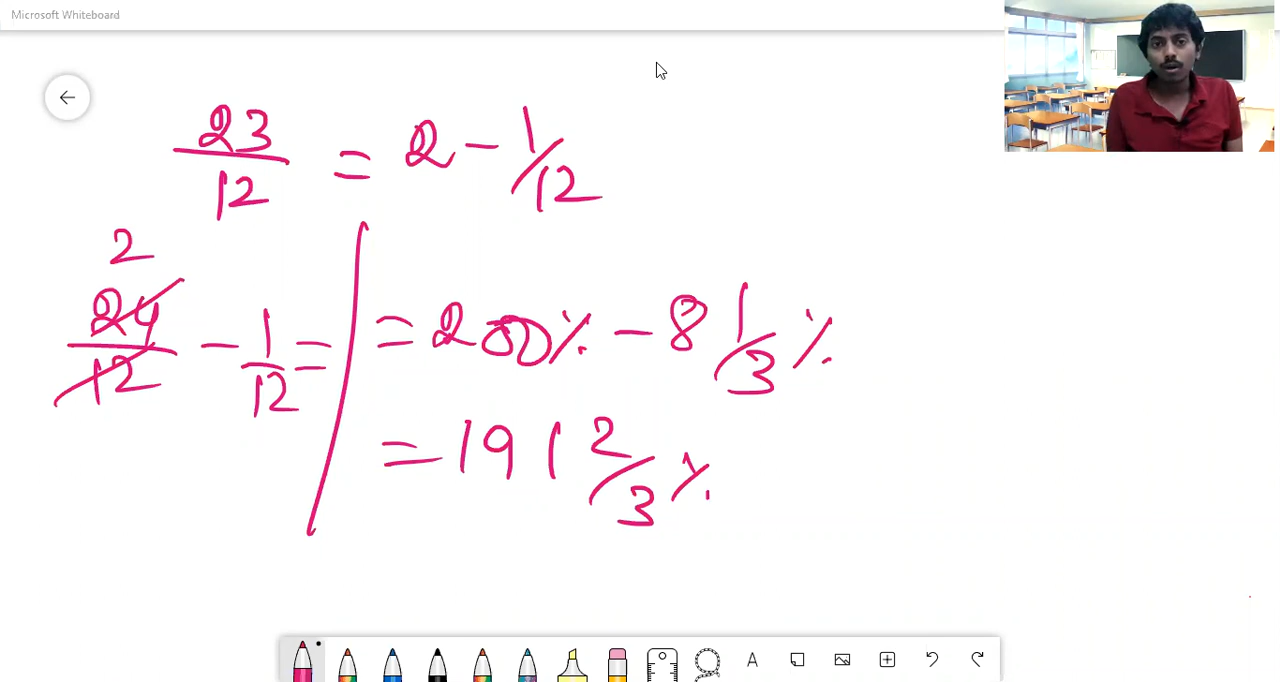 Microsoft Whiteboard
23/12 = 2 - 1/12
2
24/12 - 1/12 =
= 200% - 8 1/3 %
= 191 2/3 %
A